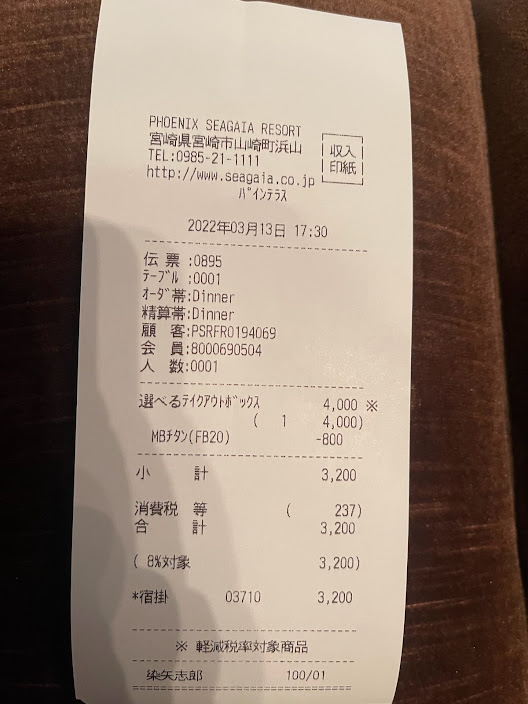 PHOENIX SEAGAIA RESORT
宮崎県宮崎市山崎町浜山
TEL:0985-21-1111
http://www.seagaia.co.jp
収入
印紙
ﾊﾟｲﾝﾃﾗｽ
2022年03月13日 17:30
伝 票 :0895
ﾃｰﾌﾞﾙ :0001
ｵｰﾀﾞ帯:Dinner
精算帯:Dinner
顧 客:PSRFR0194069
会 員:8000690504
人 数:0001
選べるﾃｲｸｱｳﾄﾎﾞｯｸｽ 4,000 ※
( 1 4,000)
MBﾁﾀﾝ(FB20) -800
小 計 3,200
消費税 等 ( 237)
合 計 3,200
( 8%対象 3,200)
*宿掛 03710 3,200
※ 軽減税率対象商品
染矢志郎 100/01